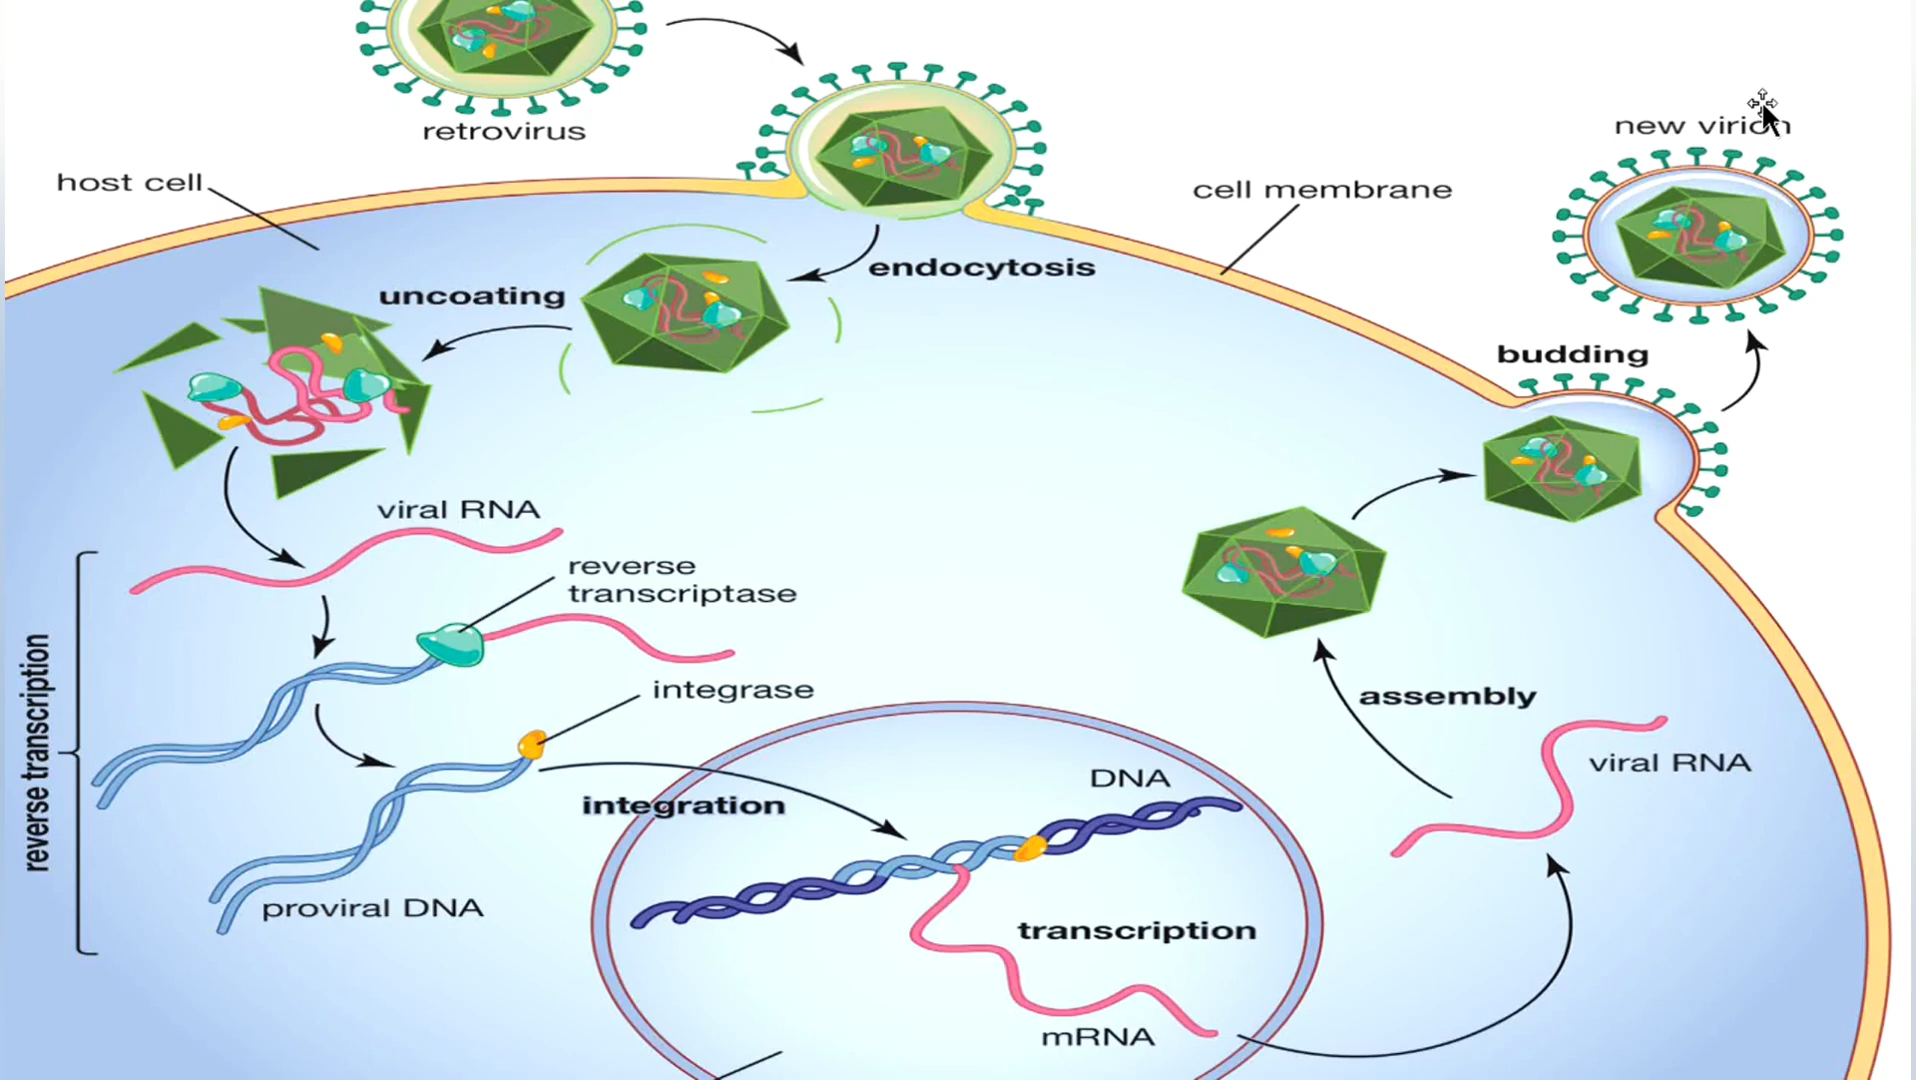 retrovirus
new virion
host cell
cell membrane
endocytosis
uncoating
budding
viral RNA
reverse
transcriptase
integrase
assembly
reverse transcription
viral RNA
DNA
integration
proviral DNA
transcription
mRNA